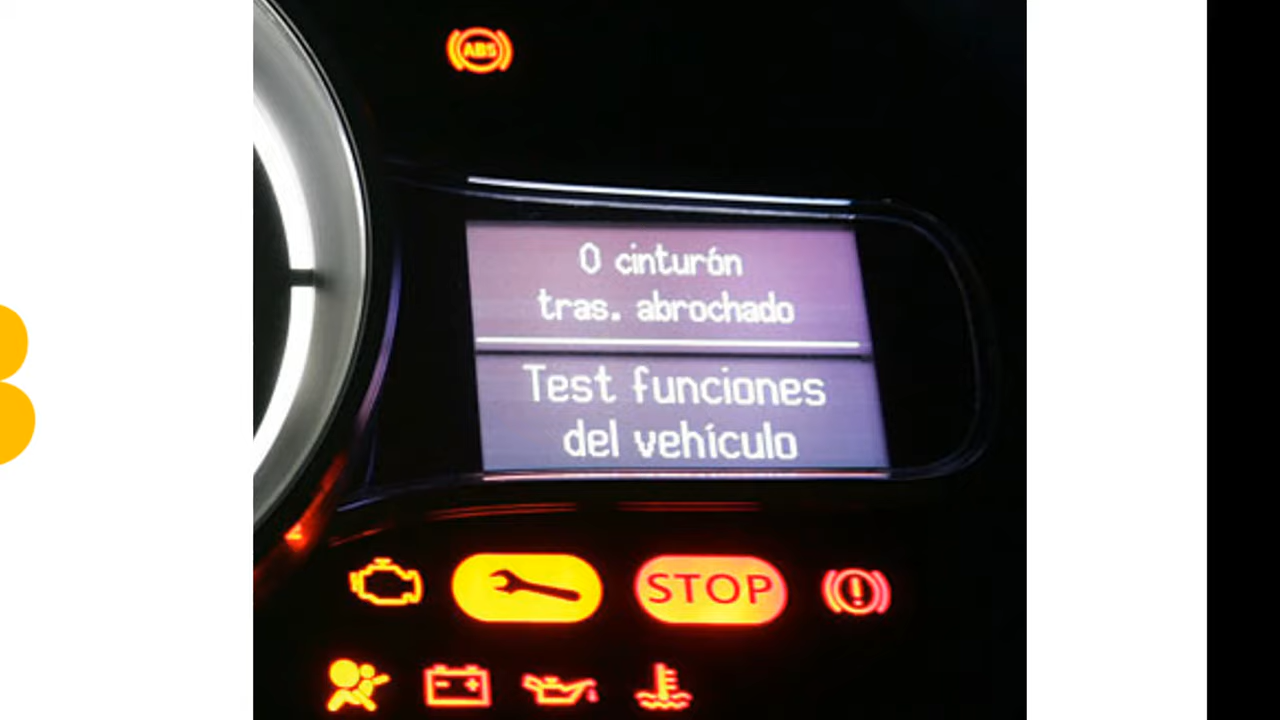 ABS
0 cinturón
tras. abrochado
Test funciones
del vehículo
STOP